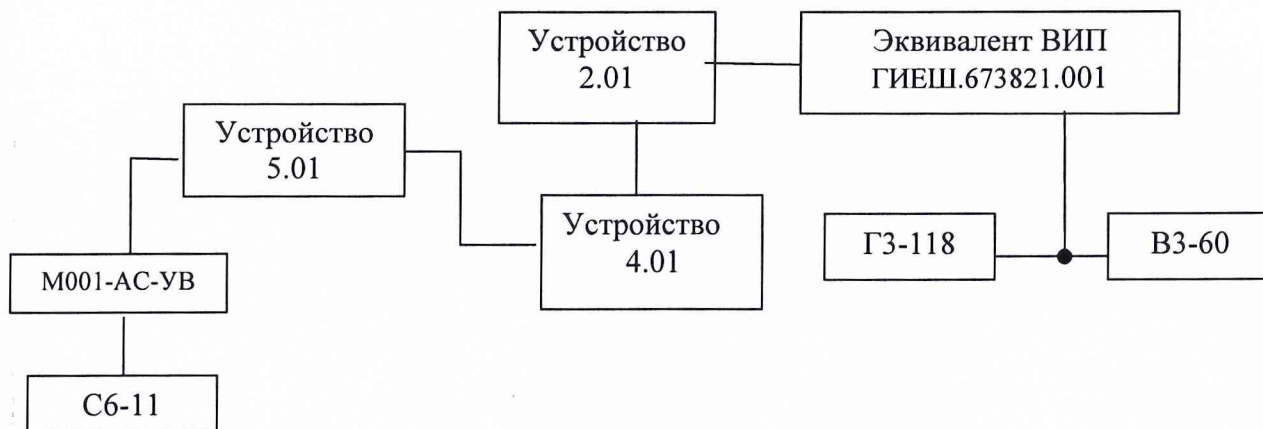 Устройство
2.01
Эквивалент ВИП
ГИЕШ.673821.001
Устройство
5.01
Устройство
4.01
Г3-118
В3-60
М001-АС-УВ
С6-11